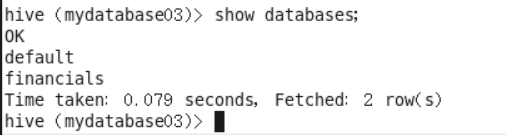 hive (mydatabase03)> show databases;
OK
default
financials
Time taken: 0.079 seconds, Fetched: 2 row(s)
hive (mydatabase03)>